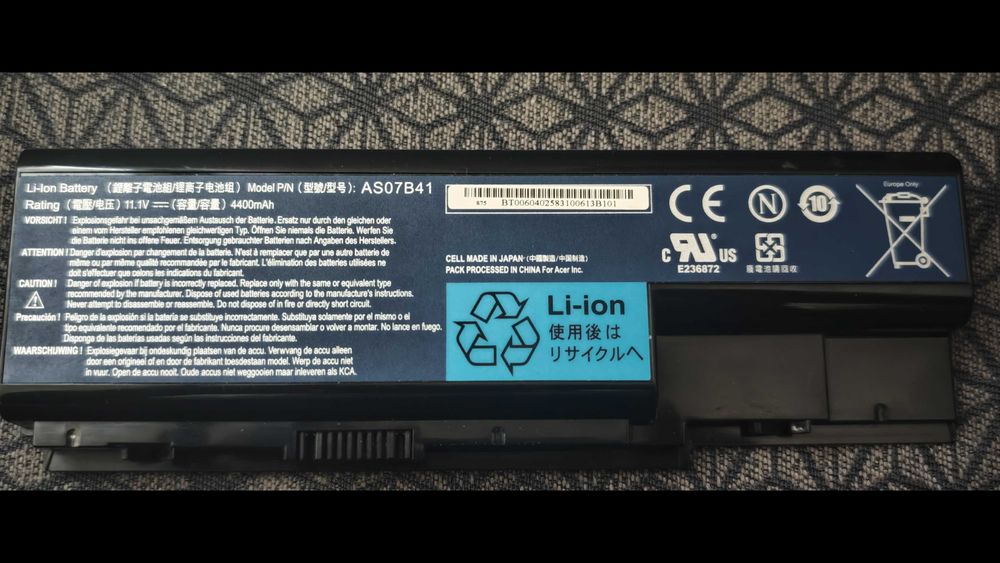 Li-Ion Battery (鋰離子電池組/锂离子电池组) Model P/N (型號/型号): AS07B41
Rating (電壓/电压) 11.1V⎓(容量/容量) 4400mAh
VORSICHT ! Explosionsgefahr bei unsachgemäßem Austausch der Batterie. Ersatz nur durch den gleichen oder
einem vom Hersteller empfohlenen gleichwertigen Typ. Öffnen Sie niemals die Batterie. Werfen Sie
die Batterie nicht ins offene Feuer. Entsorgung gebrauchter Batterien nach Angaben des Herstellers.
ATTENTION ! Danger d'explosion par changement de la batterie. N'est à remplacer que par une autre du même
ou par même qualité recommandée par le fabricant. L'élimination des batteries utilisées ne
doit s'effectuer que celons les indications du fabricant.
CAUTION ! Danger of explosion if battery is incorrectly replaced. Replace only with the same or equivalent type
recommended by the manufacturer. Dispose of used batteries according to the manufacturer's instructions.
Never attempt to disassemble or reassemble. Do not dispose of in fire or directly short circuit.
Precaución ! Peligro de la explosión si la batería se substituye incorrectamente. Substituya solamente por el mismo o el
tipo equivalente recomendado por el fabricante. Nunca procure desensamblar o volver a montar. No lance en fuego.
Disponga de las baterías usadas según las instrucciones del fabricante.
WAARSCHUWING ! Explosiegevaar bij ondeskundig plaatsen van de accu. Verwvang de accu alleen
door een origineel of en door de fabrikant toegestaan model. Werp de accu niet
in vuur. Open de accu nooit. Oude accus niet weggooien maar inleveren als KCA.
875
BT0060402583100613B101
CELL MADE IN JAPAN (中國製造/中国制造)
PACK PROCESSED IN CHINA For Acer Inc.
CE
N
10
c RU US
E236872
廢電池請回收
Europe Only
Li-ion
使用後は
リサイクルへ